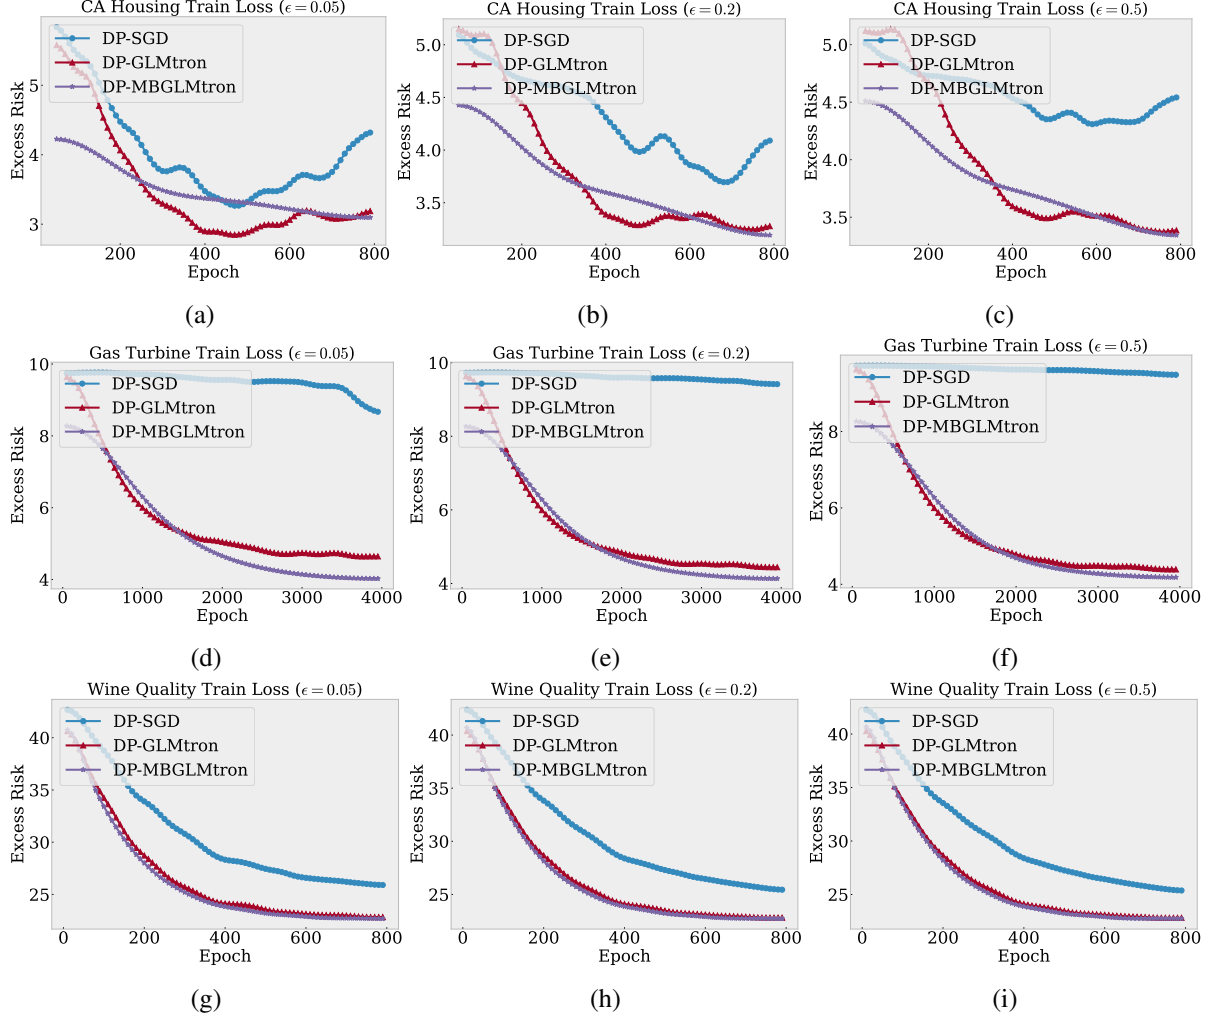 CA Housing Train Loss (ϵ = 0.05)
DP-SGD
DP-GLMtron
DP-MBGLMtron
Excess Risk
5
4
3
200 400 600 800
Epoch
(a)
CA Housing Train Loss (ϵ = 0.2)
DP-SGD
DP-GLMtron
DP-MBGLMtron
Excess Risk
5.0
4.5
4.0
3.5
200 400 600 800
Epoch
(b)
CA Housing Train Loss (ϵ = 0.5)
DP-SGD
DP-GLMtron
DP-MBGLMtron
Excess Risk
5.0
4.5
4.0
3.5
200 400 600 800
Epoch
(c)
Gas Turbine Train Loss (ϵ = 0.05)
DP-SGD
DP-GLMtron
DP-MBGLMtron
Excess Risk
10
8
6
4
0 1000 2000 3000 4000
Epoch
(d)
Gas Turbine Train Loss (ϵ = 0.2)
DP-SGD
DP-GLMtron
DP-MBGLMtron
Excess Risk
10
8
6
4
0 1000 2000 3000 4000
Epoch
(e)
Gas Turbine Train Loss (ϵ = 0.5)
DP-SGD
DP-GLMtron
DP-MBGLMtron
Excess Risk
8
6
4
0 1000 2000 3000 4000
Epoch
(f)
Wine Quality Train Loss (ϵ = 0.05)
DP-SGD
DP-GLMtron
DP-MBGLMtron
Excess Risk
40
35
30
25
0 200 400 600 800
Epoch
(g)
Wine Quality Train Loss (ϵ = 0.2)
DP-SGD
DP-GLMtron
DP-MBGLMtron
Excess Risk
40
35
30
25
0 200 400 600 800
Epoch
(h)
Wine Quality Train Loss (ϵ = 0.5)
DP-SGD
DP-GLMtron
DP-MBGLMtron
Excess Risk
40
35
30
25
0 200 400 600 800
Epoch
(i)